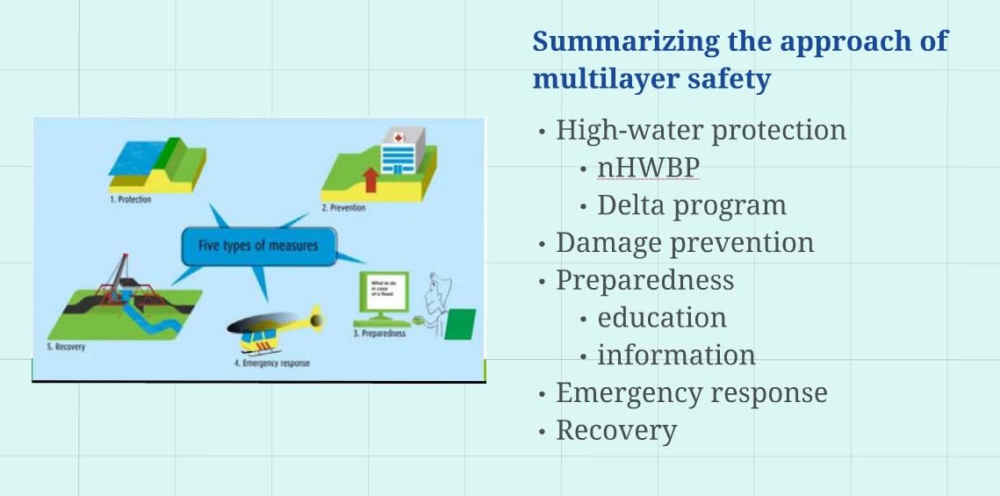 Summarizing the approach of
multilayer safety
• High-water protection
• nHWBP
• Delta program
• Damage prevention
• Preparedness
• education
• information
• Emergency response
• Recovery
1. Protection
2. Prevention
Five types of measures
What to do
in case
of a flood
3. Preparedness
5. Recovery
4. Emergency response